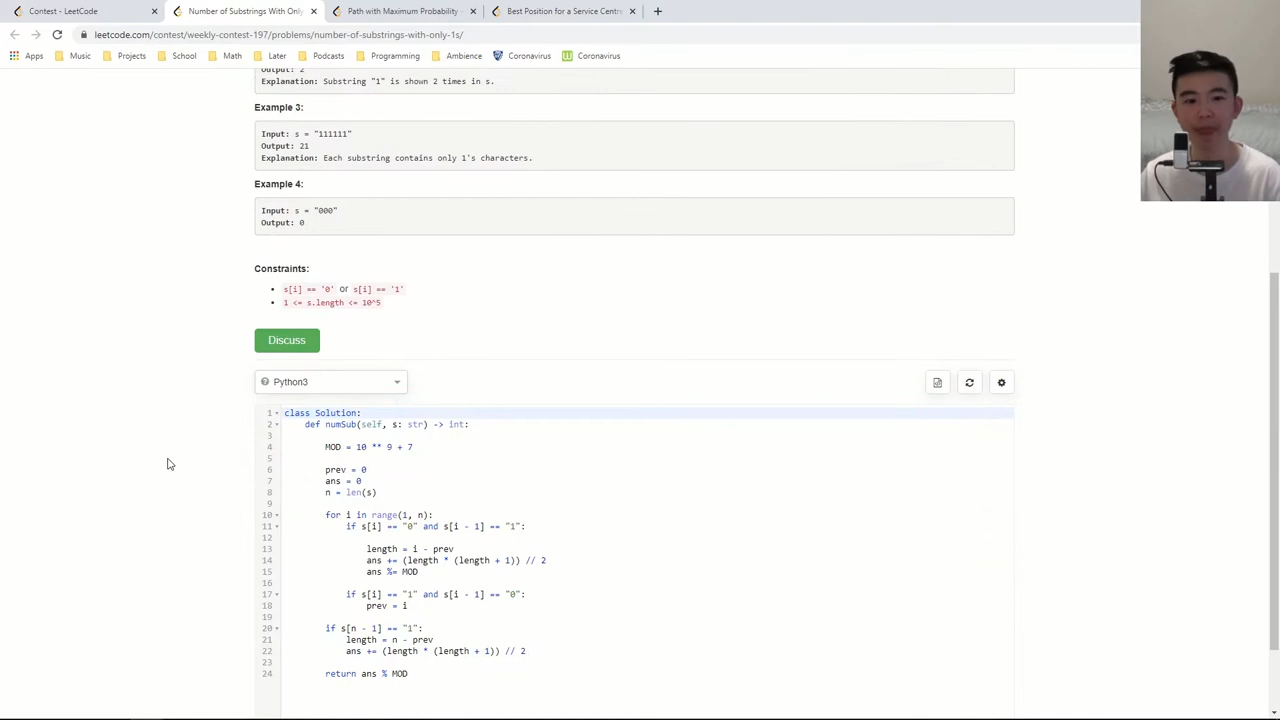 Contest - LeetCode
Number of Substrings With Only
Path with Maximum Probability
Best Position for a Service Centre
leetcode.com/contest/weekly-contest-197/problems/number-of-substrings-with-only-1s/
Apps Music Projects School Math Later Podcasts Programming Ambience Coronavirus Coronavirus
Output: 2
Explanation: Substring "1" is shown 2 times in s.
Example 3:
Input: s = "111111"
Output: 21
Explanation: Each substring contains only 1's characters.
Example 4:
Input: s = "000"
Output: 0
Constraints:
s[i] == '0' or s[i] == '1'
1 <= s.length <= 10^5
Discuss
Python3
1 class Solution:
2 def numSub(self, s: str) -> int:
3
4 MOD = 10 ** 9 + 7
5
6 prev = 0
7 ans = 0
8 n = len(s)
9
10 for i in range(1, n):
11 if s[i] == "0" and s[i - 1] == "1":
12
13 length = i - prev
14 ans += (length * (length + 1)) // 2
15 ans %= MOD
16
17 if s[i] == "1" and s[i - 1] == "0":
18 prev = i
19
20 if s[n - 1] == "1":
21 length = n - prev
22 ans += (length * (length + 1)) // 2
23
24 return ans % MOD